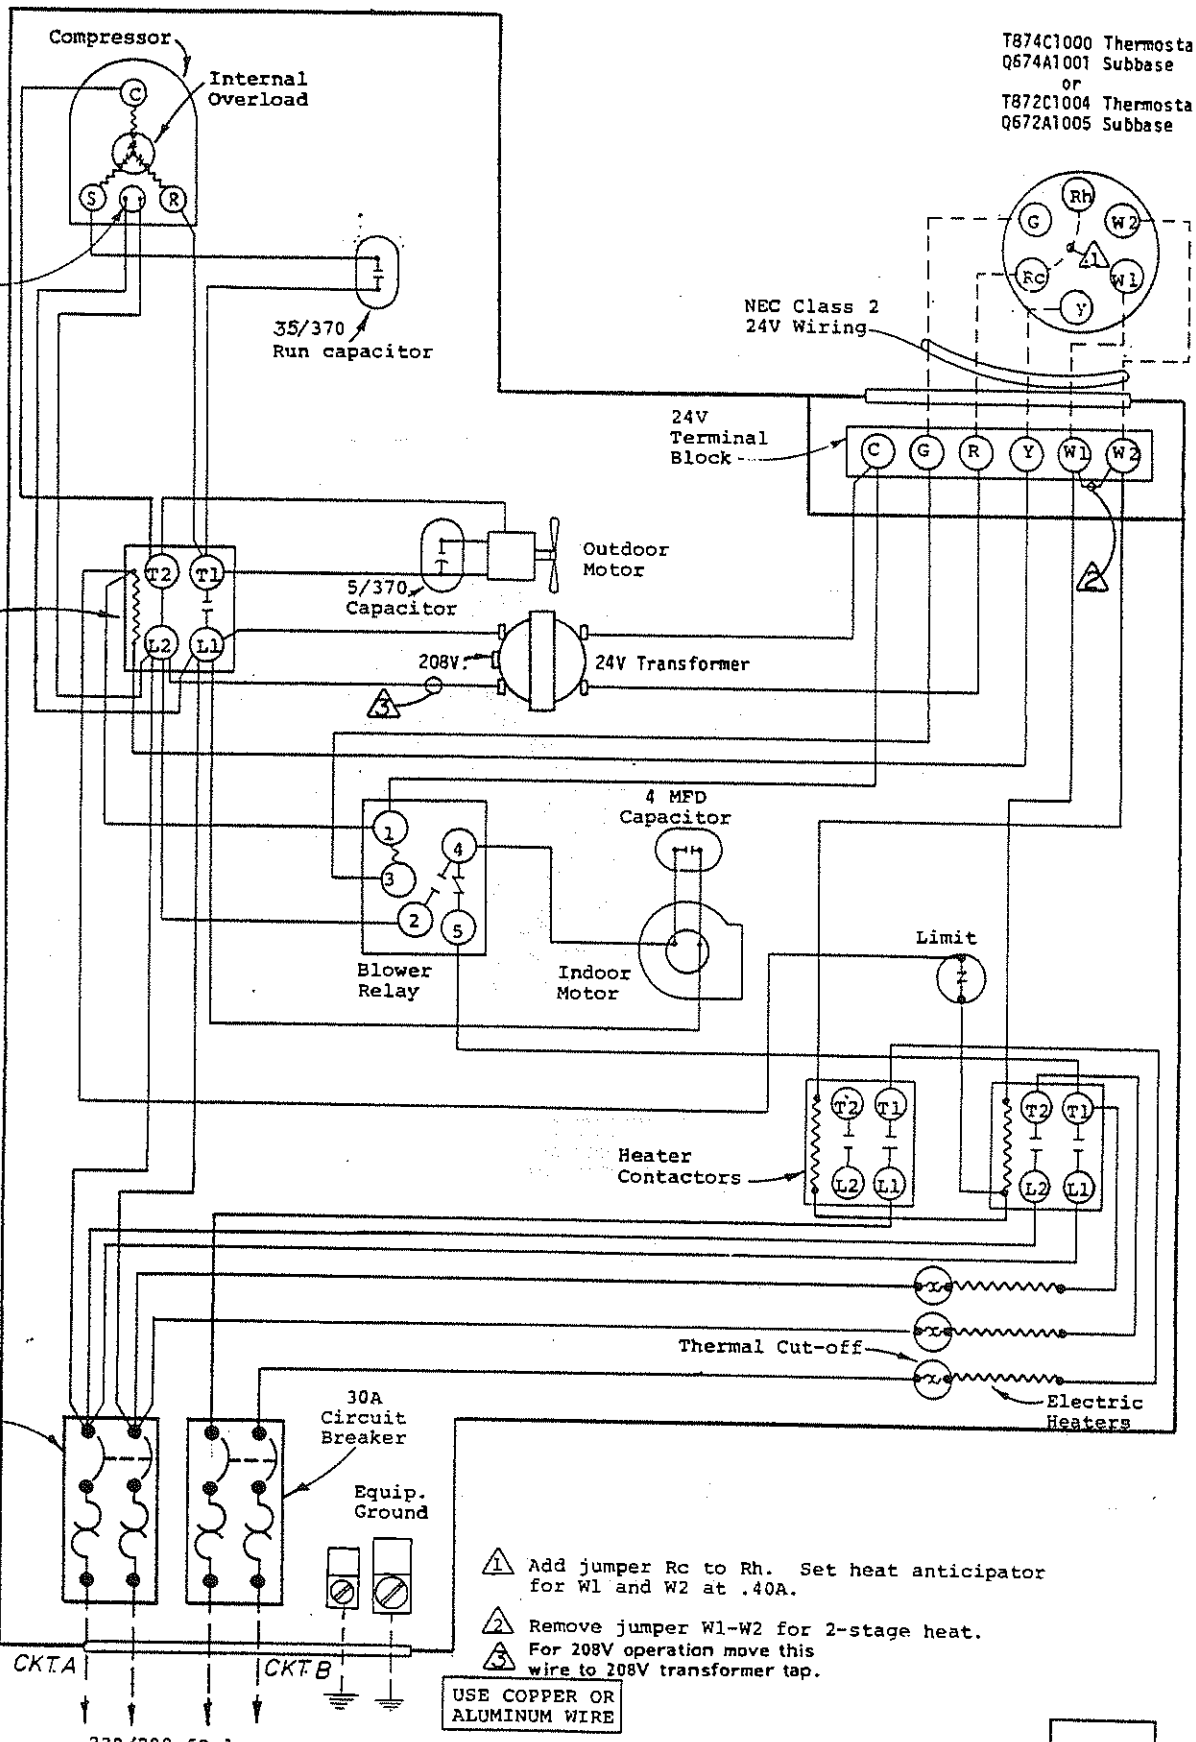 Compressor
Internal
Overload
C
S
R
T874C1000 Thermosta
Q674A1001 Subbase
or
T872C1004 Thermosta
Q672A1005 Subbase
Rh
G
W2
1
Rc
W1
Y
35/370
Run capacitor
NEC Class 2
24V Wiring
24V
Terminal
Block
C G R Y W1 W2
2
Outdoor
Motor
5/370
Capacitor
T2 T1
L2 L1
208V.
24V Transformer
3
4 MFD
Capacitor
1
4
3
2
5
Blower
Relay
Indoor
Motor
Limit
T2 T1
L2 L1
T2 T1
L2 L1
Heater
Contactors
Thermal Cut-off
Electric
Heaters
30A
Circuit
Breaker
Equip.
Ground
1 Add jumper Rc to Rh. Set heat anticipator
for W1 and W2 at .40A.
2 Remove jumper W1-W2 for 2-stage heat.
3 For 208V operation move this
wire to 208V transformer tap.
CKT.A
CKT.B
USE COPPER OR
ALUMINUM WIRE